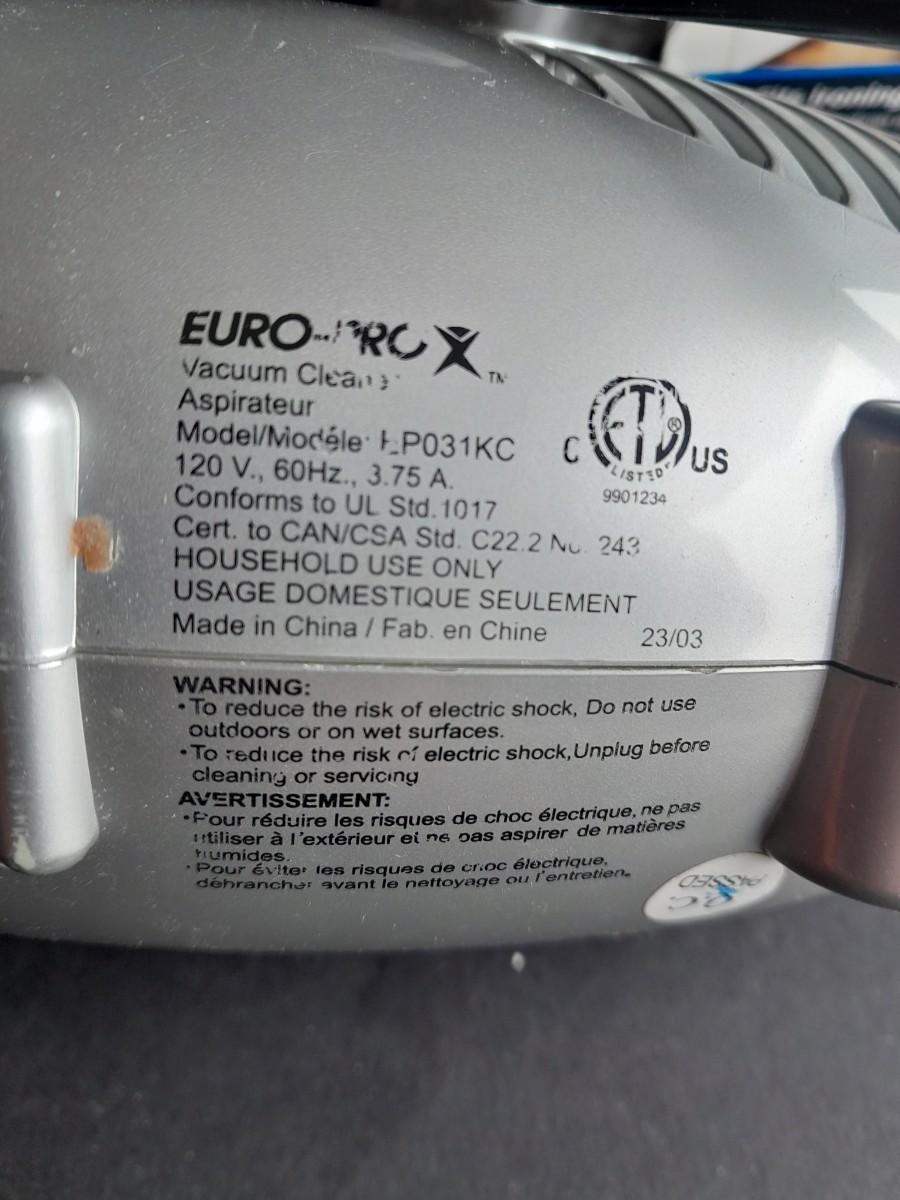 EURO-PRO X TM
Vacuum Cleaner
Aspirateur
Model/Modéle: EP031KC
120 V., 60Hz., 3.75 A.
Conforms to UL Std.1017
Cert. to CAN/CSA Std. C22.2 No. 243
HOUSEHOLD USE ONLY
USAGE DOMESTIQUE SEULEMENT
Made in China / Fab. en Chine 23/03
C ETL ® US
LISTED
9901234
WARNING:
•To reduce the risk of electric shock, Do not use
outdoors or on wet surfaces.
•To reduce the risk of electric shock,Unplug before
cleaning or servicing
AVERTISSEMENT:
•Pour réduire les risques de choc électrique, ne pas
utiliser à l'extérieur et ne pas aspirer de matières
humides.
•Pour éviter les risques de choc électrique,
débrancher avant le nettoyage ou l'entretien.
Q.C
PASSED
ironing